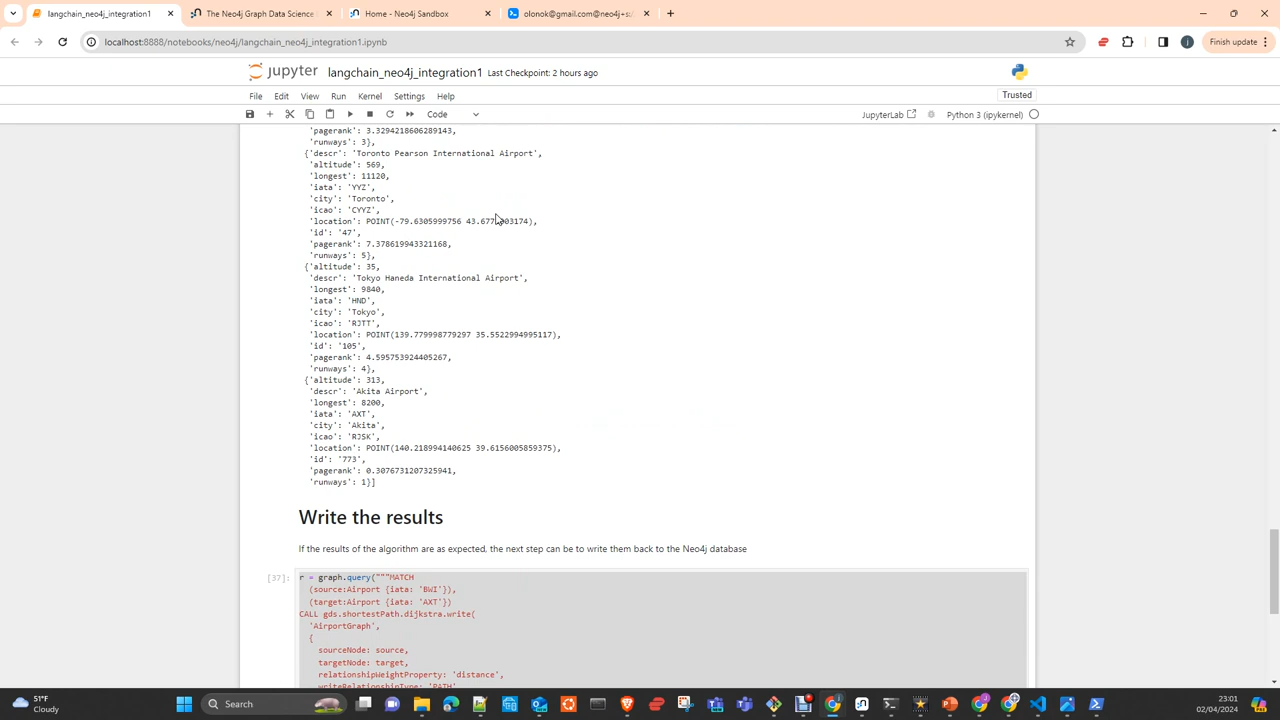 langchain_neo4j_integration1
The Neo4j Graph Data Science
Home - Neo4j Sandbox
olonok@gmail.com@neo4j+s:/
localhost:8888/notebooks/neo4j/langchain_neo4j_integration1.ipynb
Finish update
jupyter langchain_neo4j_integration1 Last Checkpoint: 2 hours ago
File Edit View Run Kernel Settings Help
Trusted
Code
JupyterLab
Python 3 (ipykernel)
'pagerank': 3.3294218606289143,
'runways': 3},
{'descr': 'Toronto Pearson International Airport',
'altitude': 569,
'longest': 11120,
'iata': 'YYZ',
'city': 'Toronto',
'icao': 'CYYZ',
'location': POINT(-79.6305999756
'id': '47',
'pagerank': 7.378619943321168,
'runways': 5},
{'altitude': 35,
'descr': 'Tokyo Haneda International Airport',
'longest': 9840,
'iata': 'HND',
'city': 'Tokyo',
'icao': 'RJTT',
'location': POINT(139.779998779297 35.5522994995117),
'id': '105',
'pagerank': 4.595753924405267,
'runways': 4},
{'altitude': 313,
'descr': 'Akita Airport',
'longest': 8200,
'iata': 'AXT',
'city': 'Akita',
'icao': 'RJSK',
'location': POINT(140.218994140625 39.6156005859375),
'id': '773',
'pagerank': 0.3076731207325941,
'runways': 1}]
Write the results
If the results of the algorithm are as expected, the next step can be to write them back to the Neo4j database
[37]:
r = graph.query("""MATCH
(source:Airport {iata: 'BWI'}),
(target:Airport {iata: 'AXT'})
CALL gds.shortestPath.dijkstra.write(
'AirportGraph',
{
sourceNode: source,
targetNode: target,
relationshipWeightProperty: 'distance',
writeRelationshipType: 'PATH'
51°F
Cloudy
Search
23:01
02/04/2024